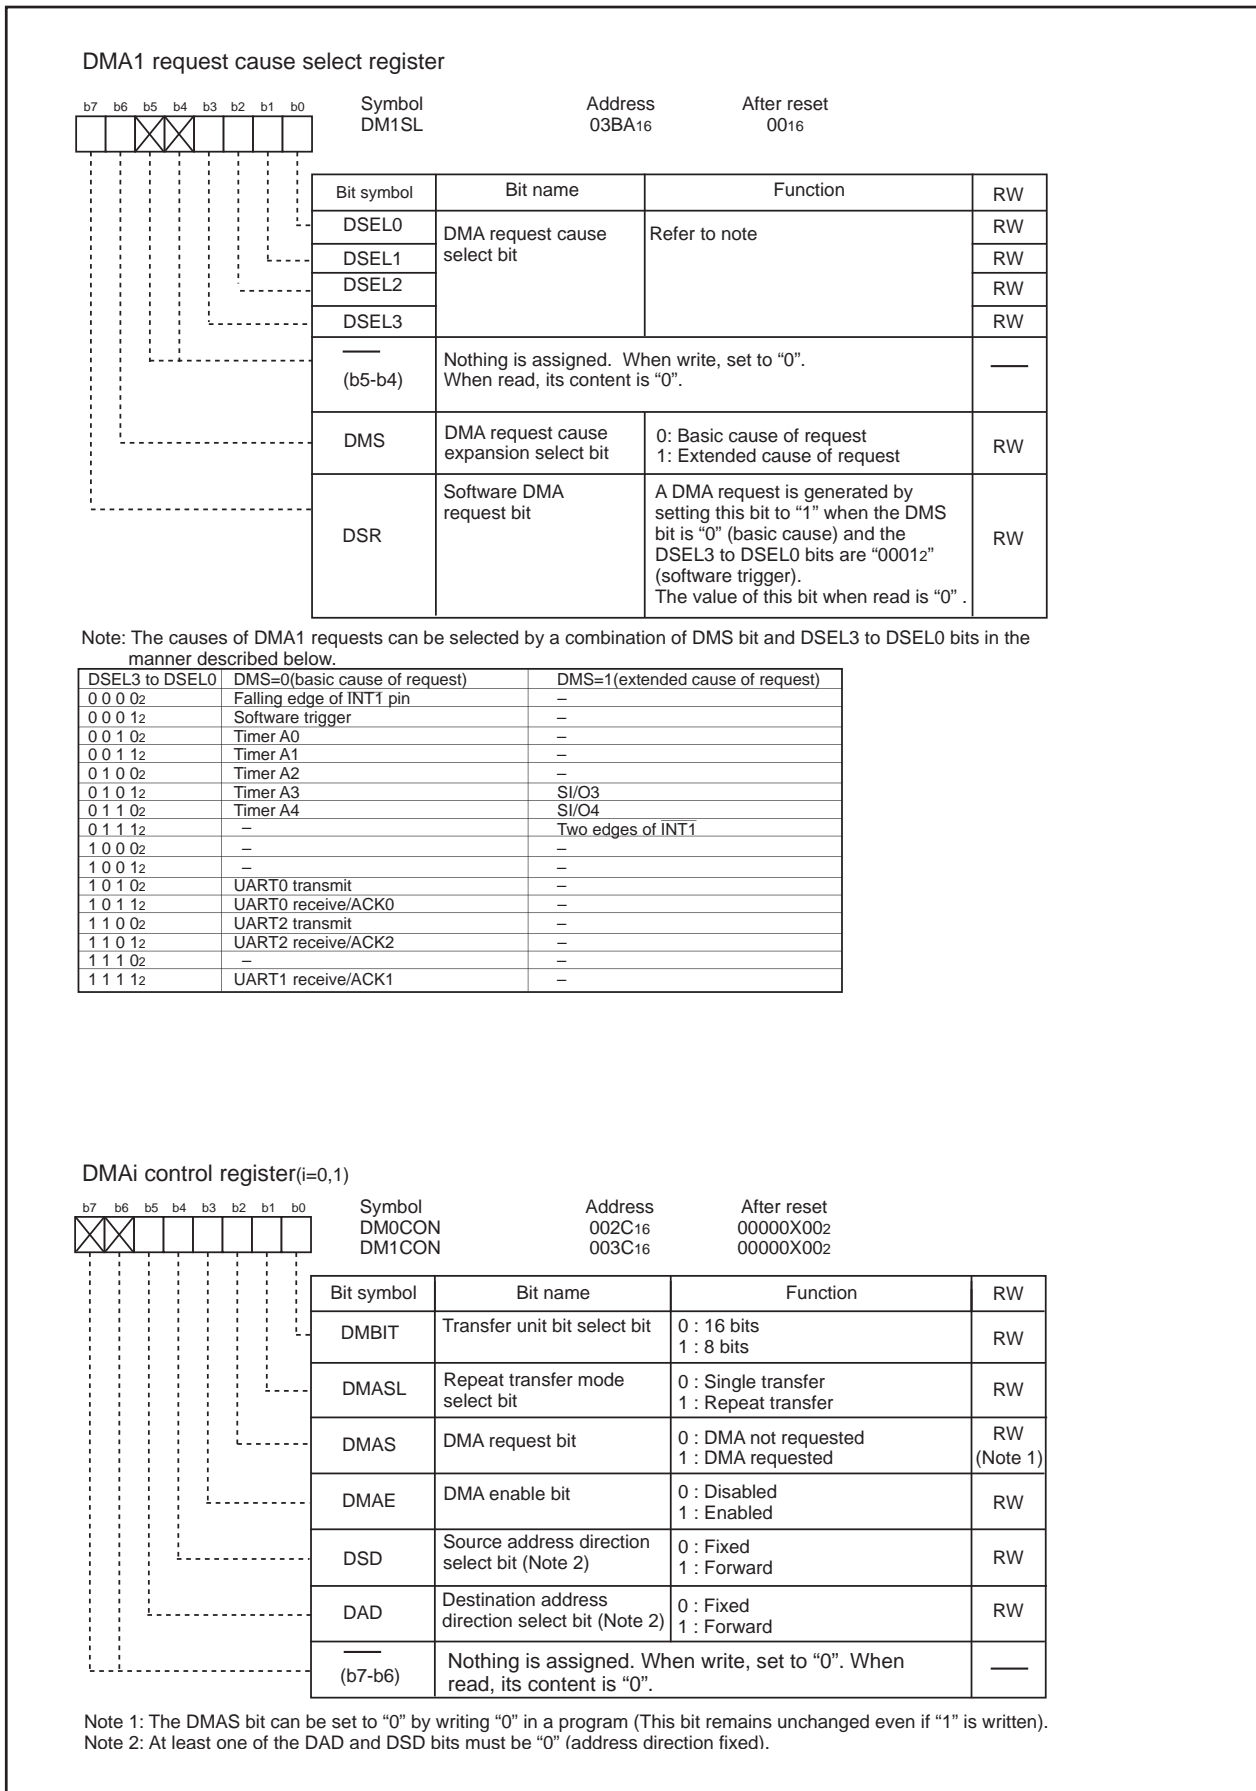 DMA1 request cause select register
b7 b6 b5 b4 b3 b2 b1 b0
Symbol Address After reset
DM1SL 03BA16 0016
Bit symbol Bit name Function RW
DSEL0 DMA request cause select bit Refer to note RW
DSEL1 RW
DSEL2 RW
DSEL3 RW
(b5-b4) Nothing is assigned. When write, set to “0”.
When read, its content is “0”.
DMS DMA request cause expansion select bit 0: Basic cause of request RW
1: Extended cause of request
DSR Software DMA request bit A DMA request is generated by RW
setting this bit to “1” when the DMS
bit is “0” (basic cause) and the
DSEL3 to DSEL0 bits are “00012”
(software trigger).
The value of this bit when read is “0” .
Note: The causes of DMA1 requests can be selected by a combination of DMS bit and DSEL3 to DSEL0 bits in the
manner described below.
DSEL3 to DSEL0 DMS=0(basic cause of request) DMS=1(extended cause of request)
0 0 0 02 Falling edge of INT1 pin –
0 0 0 12 Software trigger –
0 0 1 02 Timer A0 –
0 0 1 12 Timer A1 –
0 1 0 02 Timer A2 –
0 1 0 12 Timer A3 SI/O3
0 1 1 02 Timer A4 SI/O4
0 1 1 12 – Two edges of INT1
1 0 0 02 – –
1 0 0 12 – –
1 0 1 02 UART0 transmit –
1 0 1 12 UART0 receive/ACK0 –
1 1 0 02 UART2 transmit –
1 1 0 12 UART2 receive/ACK2 –
1 1 1 02 – –
1 1 1 12 UART1 receive/ACK1 –
DMAi control register(i=0,1)
b7 b6 b5 b4 b3 b2 b1 b0
Symbol Address After reset
DM0CON 002C16 00000X002
DM1CON 003C16 00000X002
Bit symbol Bit name Function RW
DMBIT Transfer unit bit select bit 0 : 16 bits RW
1 : 8 bits
DMASL Repeat transfer mode select bit 0 : Single transfer RW
1 : Repeat transfer
DMAS DMA request bit 0 : DMA not requested RW
1 : DMA requested (Note 1)
DMAE DMA enable bit 0 : Disabled RW
1 : Enabled
DSD Source address direction select bit (Note 2) 0 : Fixed RW
1 : Forward
DAD Destination address direction select bit (Note 2) 0 : Fixed RW
1 : Forward
(b7-b6) Nothing is assigned. When write, set to “0”. When
read, its content is “0”.
Note 1: The DMAS bit can be set to “0” by writing “0” in a program (This bit remains unchanged even if “1” is written).
Note 2: At least one of the DAD and DSD bits must be “0” (address direction fixed).